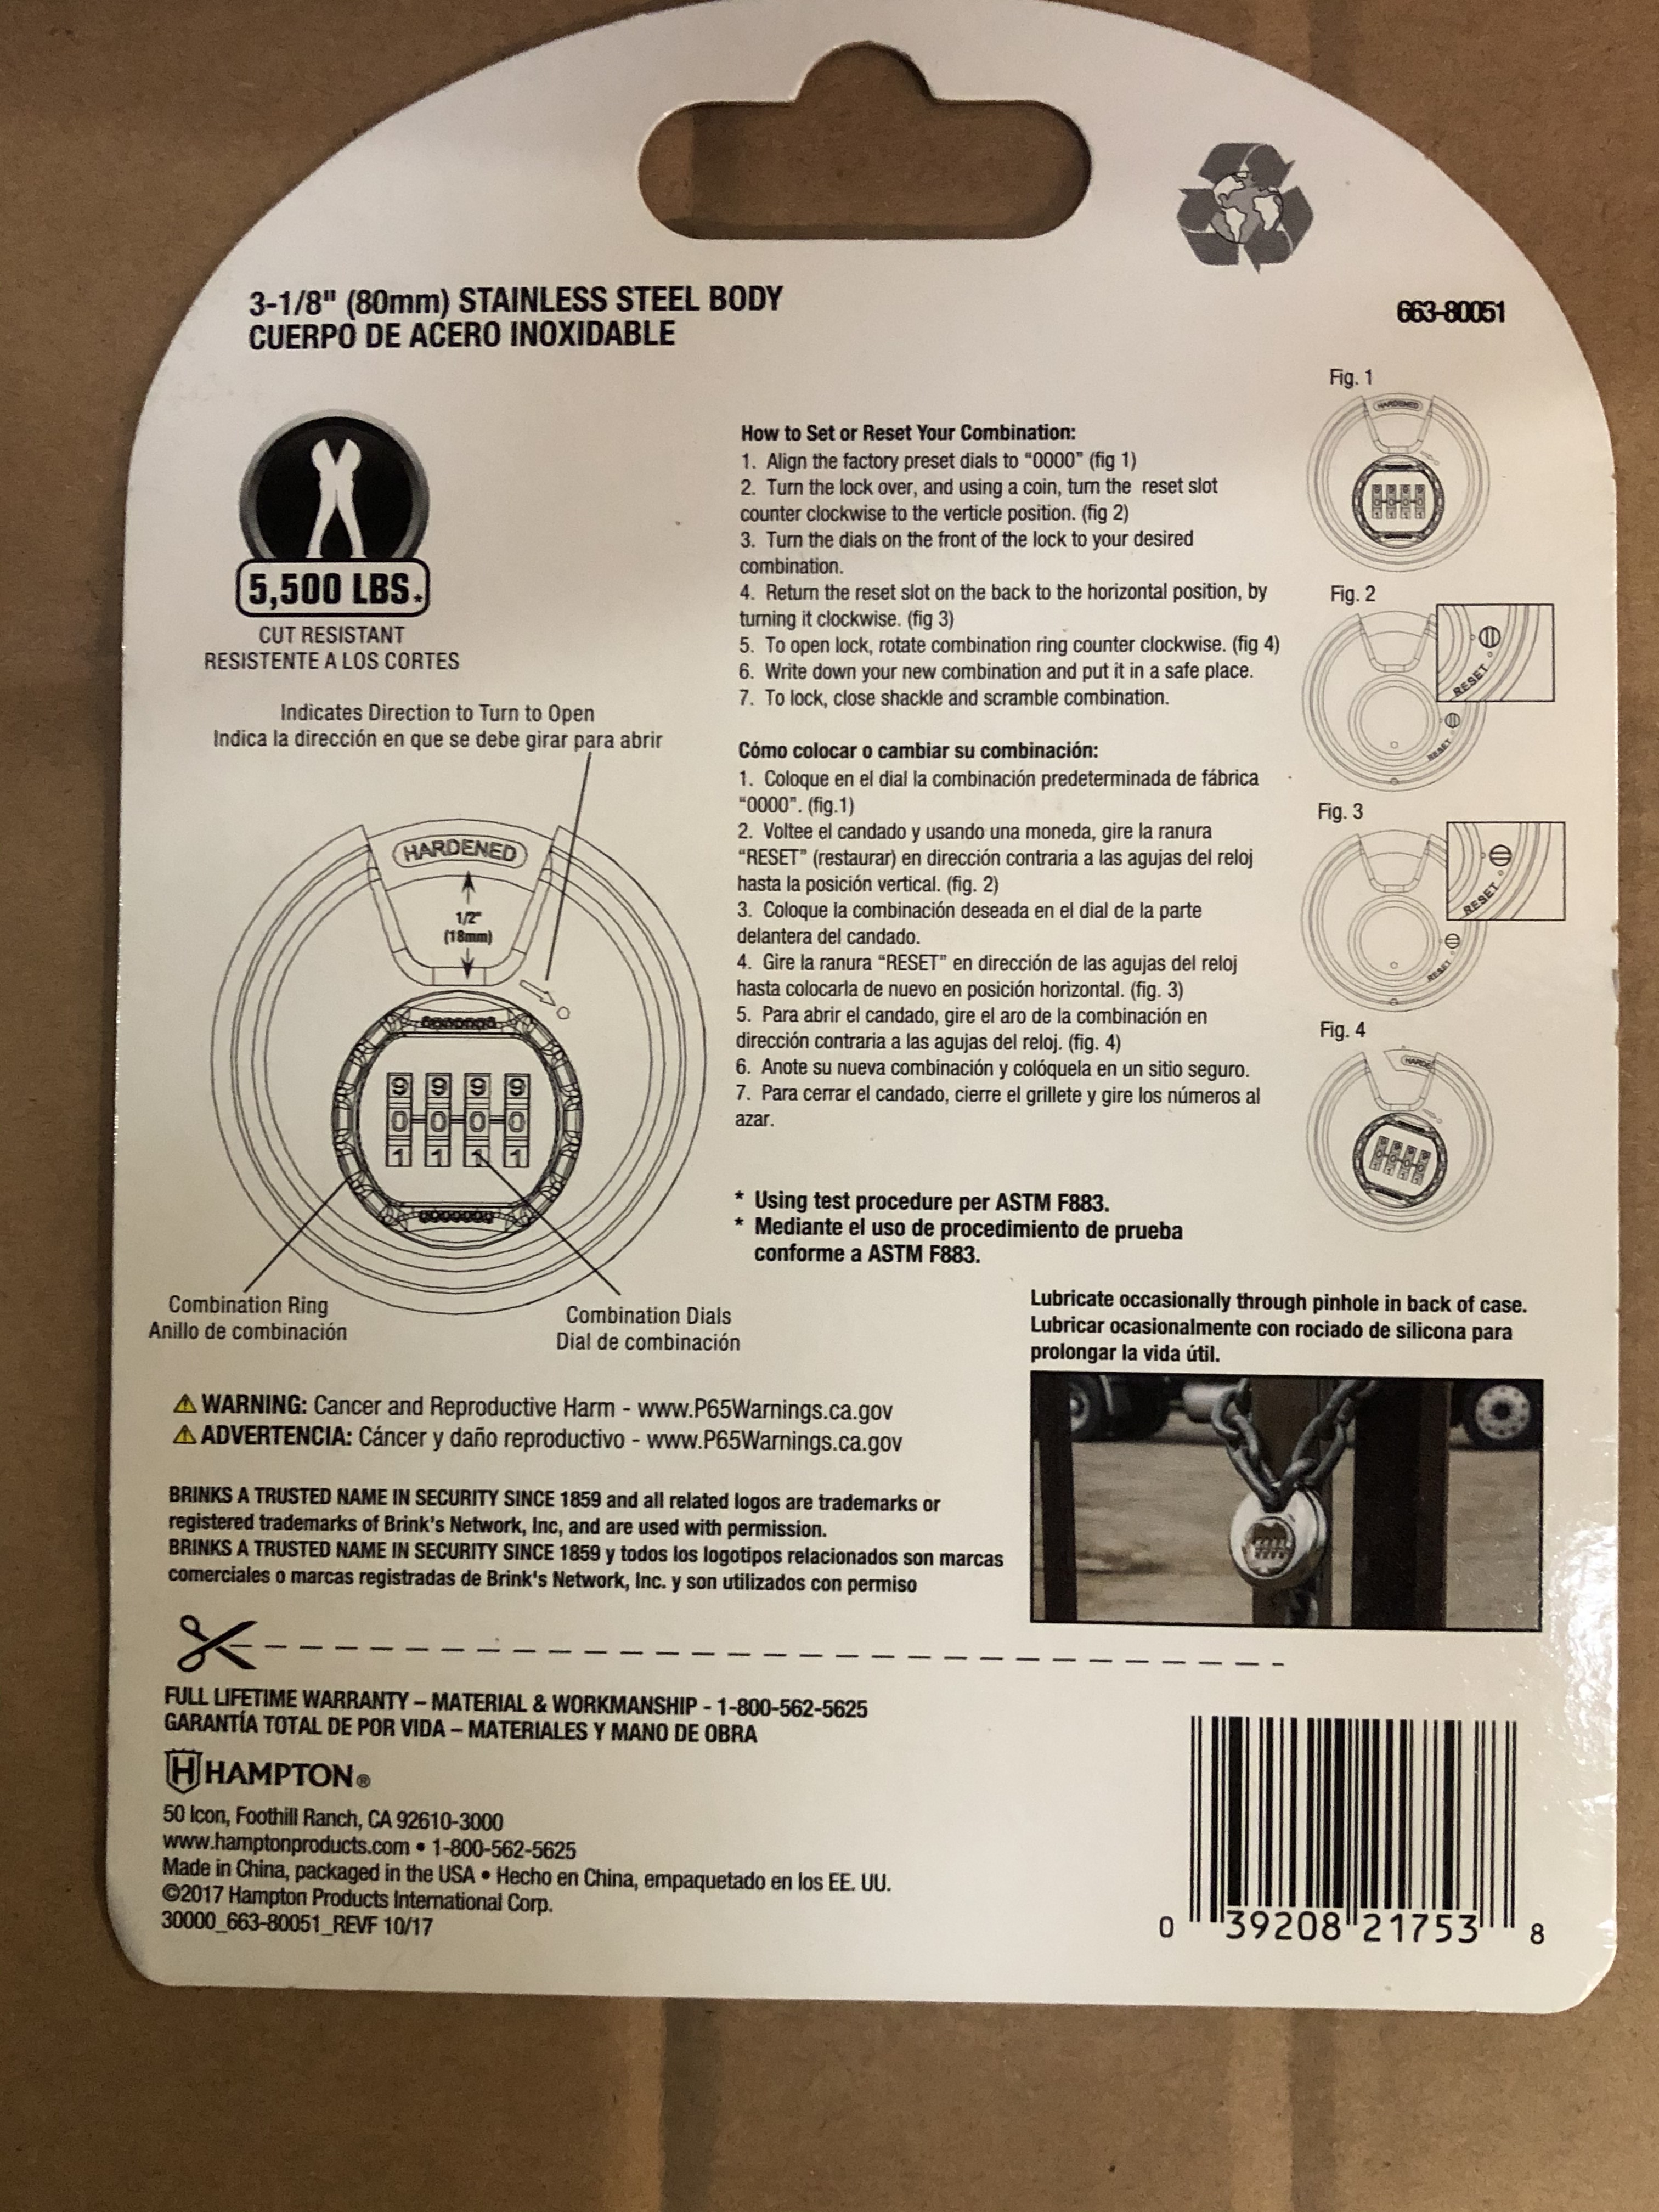 3-1/8" (80mm) STAINLESS STEEL BODY
CUERPO DE ACERO INOXIDABLE
663-80051
5,500 LBS.*
CUT RESISTANT
RESISTENTE A LOS CORTES
Indicates Direction to Turn to Open
Indica la dirección en que se debe girar para abrir
HARDENED
1/2"
(18mm)
9 9 9 9
0 0 0 0
1 1 1 1
Combination Ring
Anillo de combinación
Combination Dials
Dial de combinación
How to Set or Reset Your Combination:
1. Align the factory preset dials to “0000” (fig 1)
2. Turn the lock over, and using a coin, turn the reset slot
counter clockwise to the verticle position. (fig 2)
3. Turn the dials on the front of the lock to your desired
combination.
4. Return the reset slot on the back to the horizontal position, by
turning it clockwise. (fig 3)
5. To open lock, rotate combination ring counter clockwise. (fig 4)
6. Write down your new combination and put it in a safe place.
7. To lock, close shackle and scramble combination.
Cómo colocar o cambiar su combinación:
1. Coloque en el dial la combinación predeterminada de fábrica
“0000”. (fig.1)
2. Voltee el candado y usando una moneda, gire la ranura
“RESET” (restaurar) en dirección contraria a las agujas del reloj
hasta la posición vertical. (fig. 2)
3. Coloque la combinación deseada en el dial de la parte
delantera del candado.
4. Gire la ranura “RESET” en dirección de las agujas del reloj
hasta colocarla de nuevo en posición horizontal. (fig. 3)
5. Para abrir el candado, gire el aro de la combinación en
dirección contraria a las agujas del reloj. (fig. 4)
6. Anote su nueva combinación y colóquela en un sitio seguro.
7. Para cerrar el candado, cierre el grillete y gire los números al
azar.
* Using test procedure per ASTM F883.
* Mediante el uso de procedimiento de prueba
conforme a ASTM F883.
Fig. 1
HARDENED
9 9 9 9
0 0 0 0
1 1 1 1
Fig. 2
RESET
RESET
Fig. 3
RESET
RESET
Fig. 4
HARDE
Lubricate occasionally through pinhole in back of case.
Lubricar ocasionalmente con rociado de silicona para
prolongar la vida útil.
WARNING: Cancer and Reproductive Harm - www.P65Warnings.ca.gov
ADVERTENCIA: Cáncer y daño reproductivo - www.P65Warnings.ca.gov
BRINKS A TRUSTED NAME IN SECURITY SINCE 1859 and all related logos are trademarks or
registered trademarks of Brink's Network, Inc, and are used with permission.
BRINKS A TRUSTED NAME IN SECURITY SINCE 1859 y todos los logotipos relacionados son marcas
comerciales o marcas registradas de Brink's Network, Inc. y son utilizados con permiso
FULL LIFETIME WARRANTY – MATERIAL & WORKMANSHIP - 1-800-562-5625
GARANTÍA TOTAL DE POR VIDA – MATERIALES Y MANO DE OBRA
H HAMPTON®
50 Icon, Foothill Ranch, CA 92610-3000
www.hamptonproducts.com • 1-800-562-5625
Made in China, packaged in the USA • Hecho en China, empaquetado en los EE. UU.
©2017 Hampton Products International Corp.
30000_663-80051_REVF 10/17
0 39208 21753 8